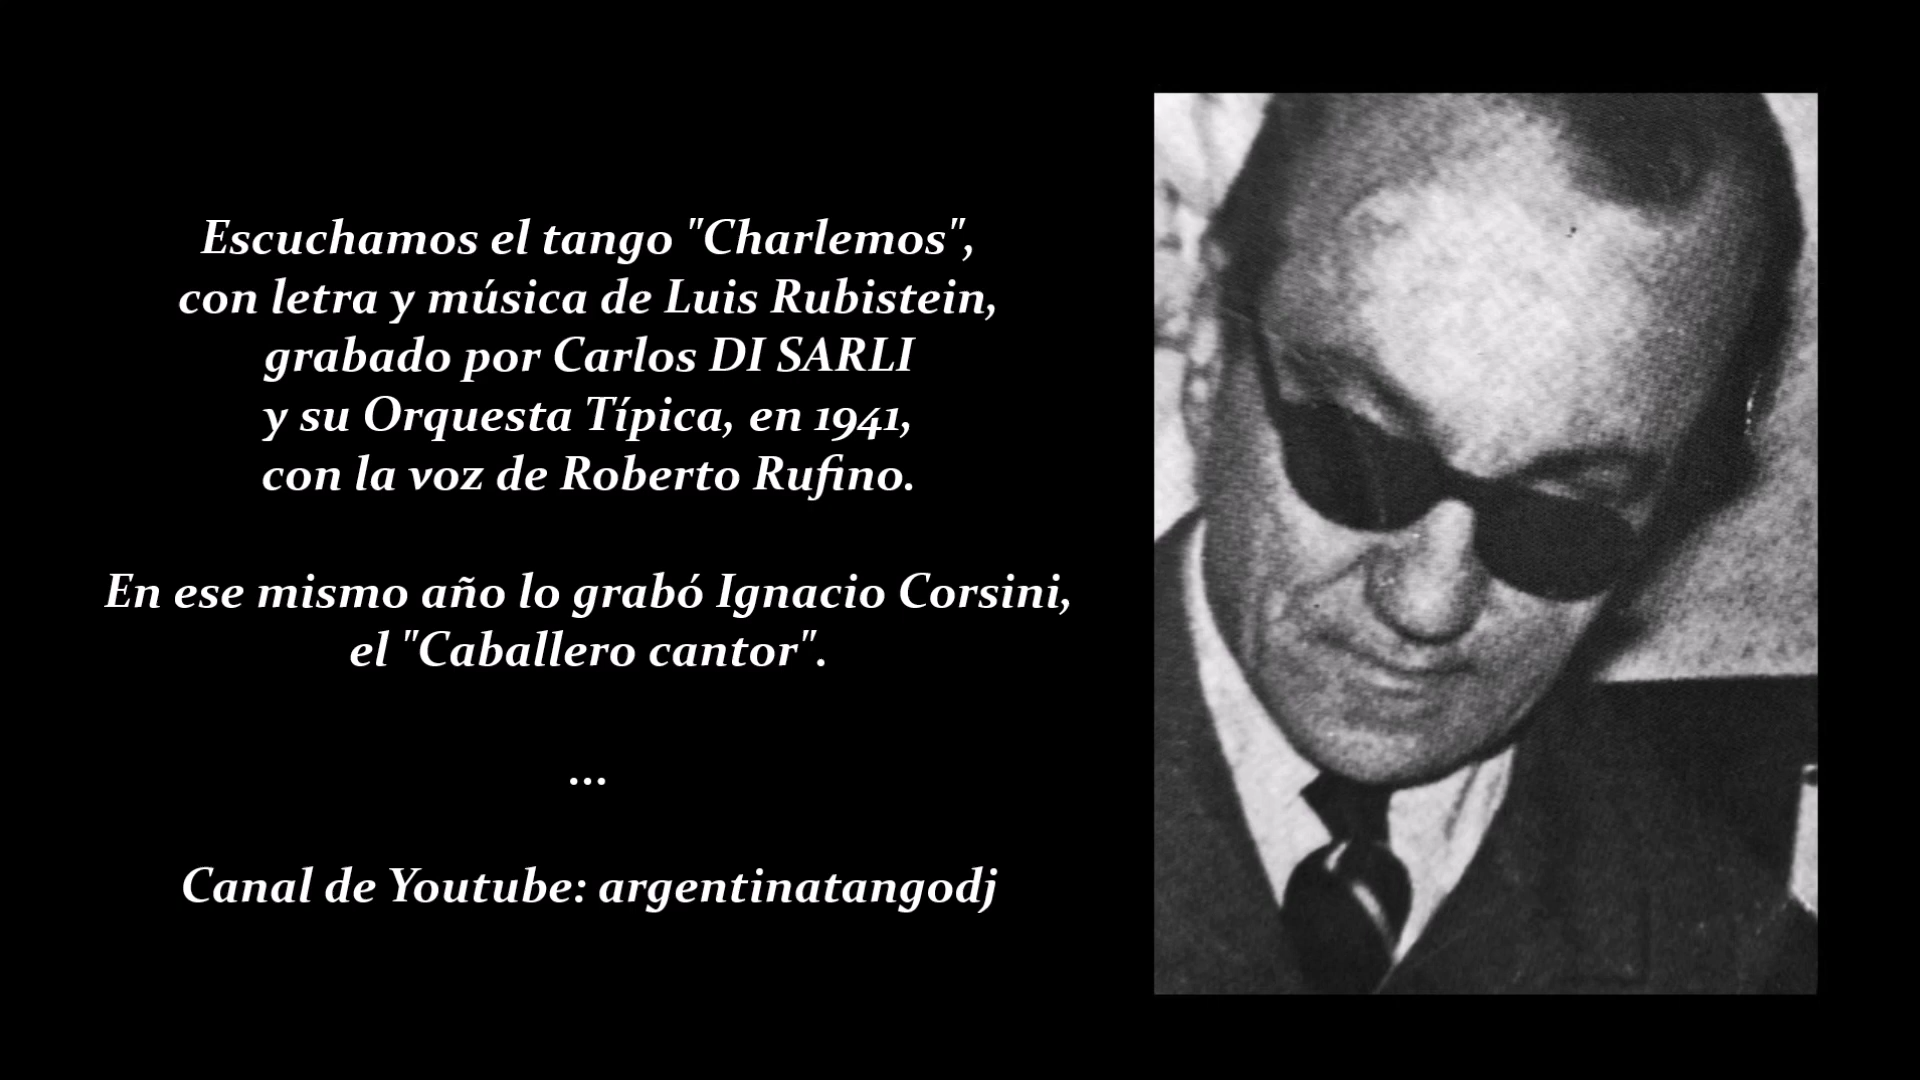 Escuchamos el tango "Charlemos",
con letra y música de Luis Rubistein,
grabado por Carlos DI SARLI
y su Orquesta Típica, en 1941,
con la voz de Roberto Rufino.
En ese mismo año lo grabó Ignacio Corsini,
el "Caballero cantor".
...
Canal de Youtube: argentinatangodj